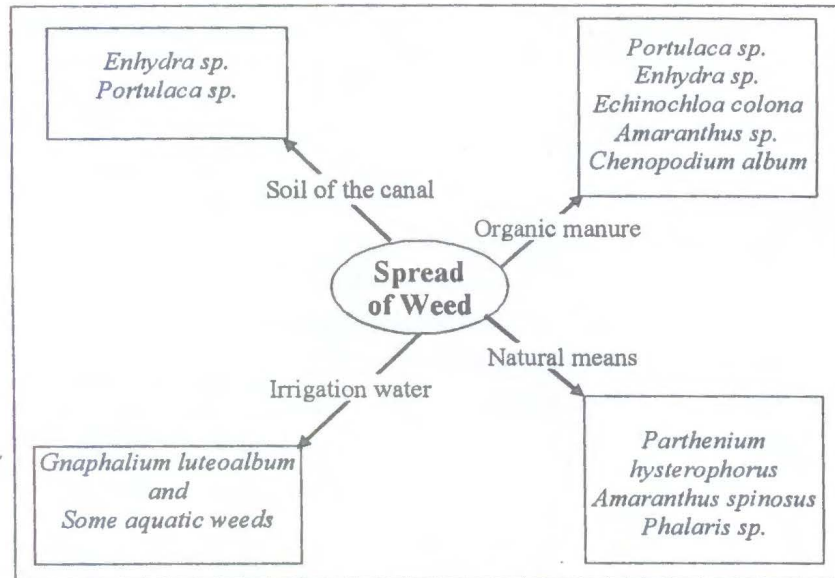 Enhydra sp.
Portulaca sp.
Portulaca sp.
Enhydra sp.
Echinochloa colona
Amaranthus sp.
Chenopodium album
Soil of the canal
Organic manure
Spread
of Weed
Natural means
Irrigation water
Gnaphalium luteoalbum
and
Some aquatic weeds
Parthenium
hysterophorus
Amaranthus spinosus
Phalaris sp.